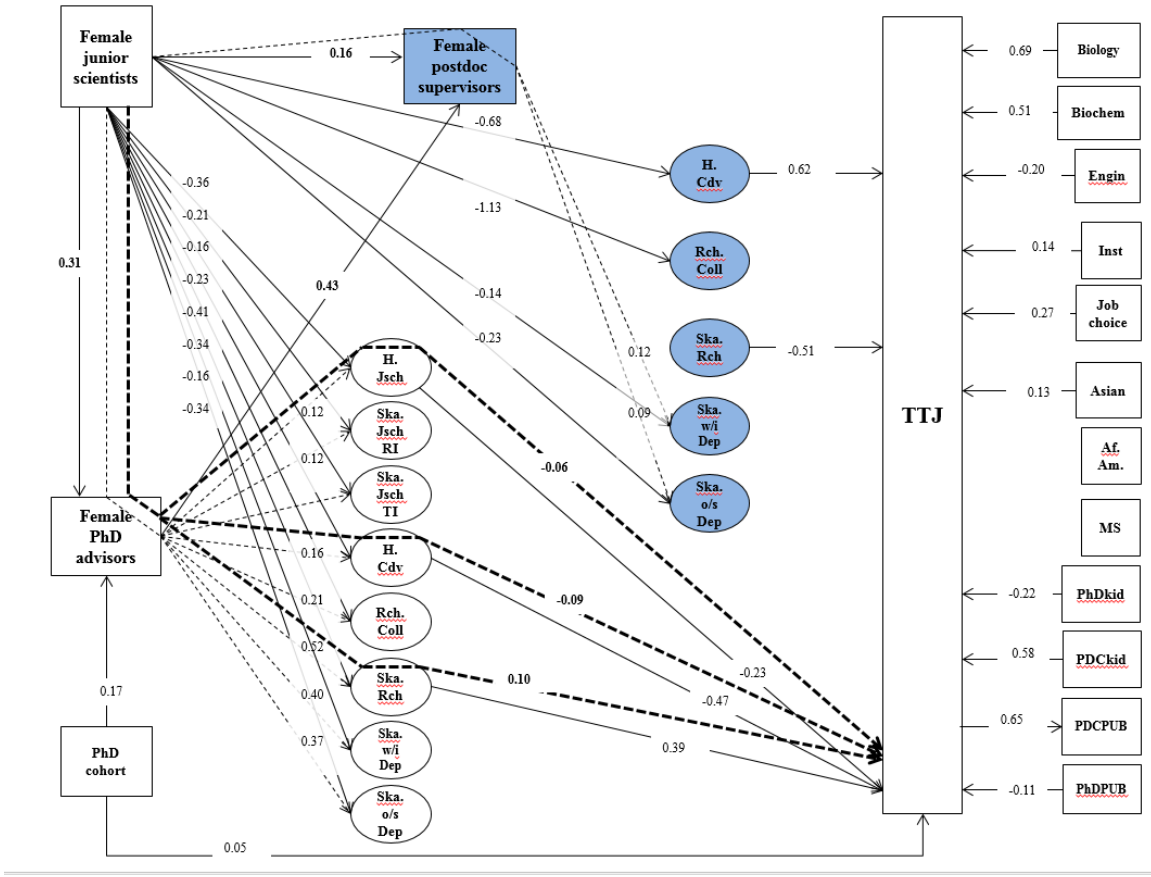 Female
junior
scientists
0.16
Female
postdoc
supervisors
-0.68
-1.13
-0.14
-0.23
0.12
0.09
H.
Cdv
0.62
Rch.
Coll
Ska.
Rch
-0.51
Ska.
w/i
Dep
Ska.
o/s
Dep
0.31
-0.36
-0.21
-0.16
-0.23
-0.41
-0.34
-0.16
-0.34
0.43
H.
Jsch
Ska.
Jsch
RI
Ska.
Jsch
TI
H.
Cdv
Rch.
Coll
Ska.
Rch
Ska.
w/i
Dep
Ska.
o/s
Dep
0.12
0.12
0.16
0.21
0.52
0.40
0.37
-0.06
-0.09
0.10
-0.23
-0.47
0.39
Female
PhD
advisors
0.17
PhD
cohort
0.05
TTJ
0.69
Biology
0.51
Biochem
-0.20
Engin
0.14
Inst
0.27
Job
choice
0.13
Asian
Af.
Am.
MS
-0.22
PhDkid
0.58
PDCkid
0.65
PDCPUB
-0.11
PhDPUB